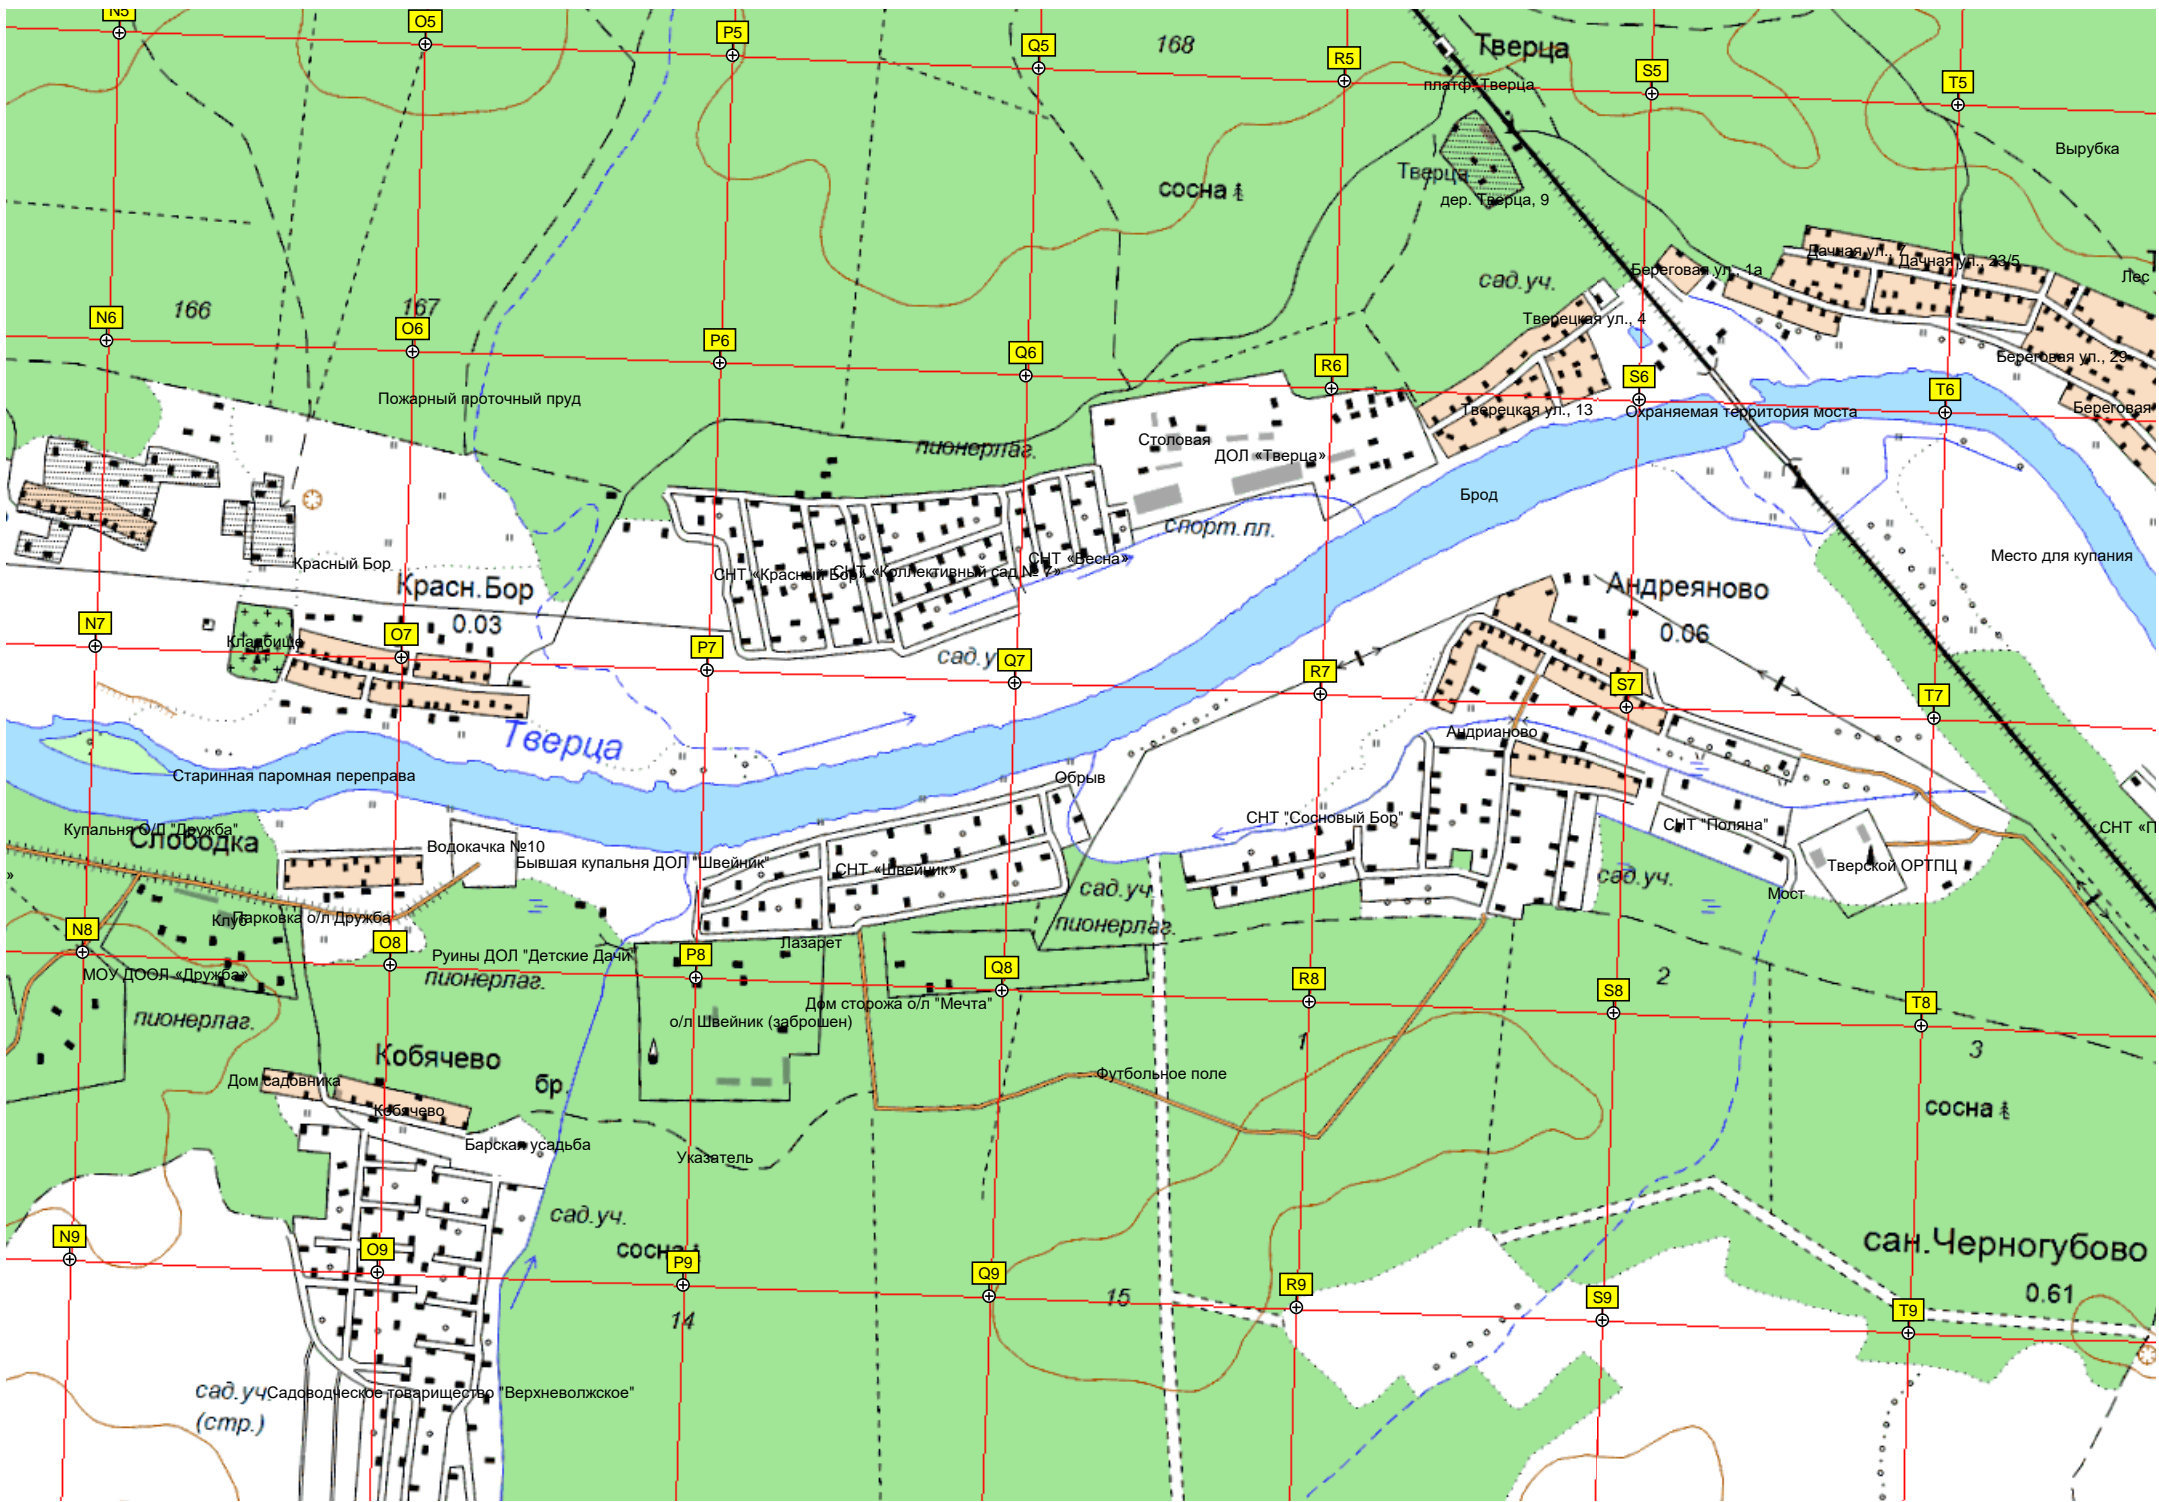 N5
O5
P5
Q5
168
R5
Тверца
S5
T5
платф. Тверца
Вырубка
Тверца
сосна
дер. Тверца, 9
Дачная ул., 7
Дачная ул., 23/5
Береговая ул., 1а
Лес
сад.уч.
166
167
N6
O6
P6
Q6
R6
S6
T6
Тверецкая ул., 4
Береговая ул., 29
Пожарный проточный пруд
Тверецкая ул., 13
Охраняемая территория моста
Береговая
Столовая
пионерлаг.
ДОЛ «Тверца»
Брод
спорт.пл.
Место для купания
Красный Бор
СНТ «Весна»
СНТ «Красный Бор»
СНТ «Коллективный сад № 7»
Красн.Бор
0.03
Андреяново
0.06
N7
O7
P7
Q7
R7
S7
T7
Кладбище
сад.у
Тверца
Андрианово
Старинная паромная переправа
Обрыв
Купальня О/Л "Дружба"
Слободка
Водокачка №10
Бывшая купальня ДОЛ "Швейник"
СНТ «Швейник»
СНТ "Сосновый Бор"
СНТ "Поляна"
СНТ «П
Тверской ОРТПЦ
»
сад.уч.
сад.уч.
Мост
Клуб
Парковка о/л Дружба
пионерлаг.
N8
O8
P8
Q8
R8
S8
T8
Руины ДОЛ "Детские Дачи"
Лазарет
МОУ ДООЛ «Дружба»
пионерлаг.
2
Дом сторожа о/л "Мечта"
о/л Швейник (заброшен)
пионерлаг.
1
3
Кобячево
бр.
Дом садовника
Футбольное поле
Кобячево
сосна
Барская усадьба
Указатель
сад.уч.
сосна
сан.Черногубово
0.61
N9
O9
P9
Q9
R9
S9
T9
14
15
сад.уч.
(стр.)
Садоводческое товарищество "Верхневолжское"